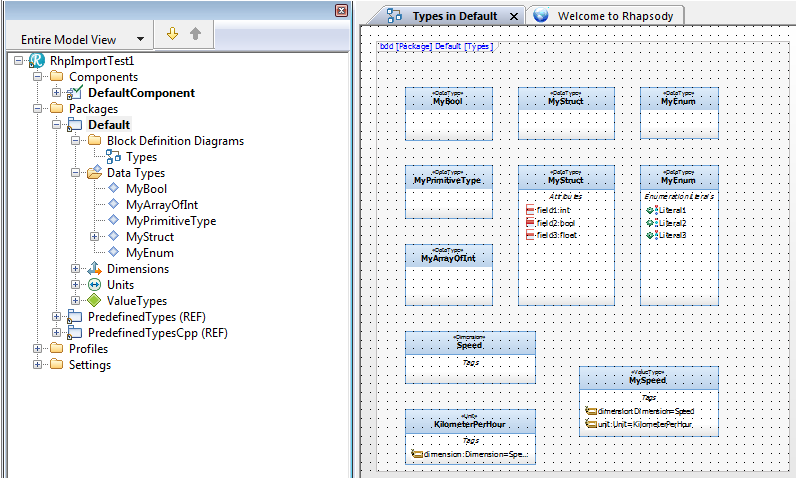 Entire Model View
RhpImportTest1
Components
DefaultComponent
Packages
Default
Block Definition Diagrams
Types
Data Types
MyBool
MyArrayOfInt
MyPrimitiveType
MyStruct
MyEnum
Dimensions
Units
ValueTypes
PredefinedTypes (REF)
PredefinedTypesCpp (REF)
Profiles
Settings
Types in Default
Welcome to Rhapsody
bdd [Package] Default [Types]
«DataType»
MyBool
«DataType»
MyStruct
«DataType»
MyEnum
«DataType»
MyPrimitiveType
«DataType»
MyStruct
Attributes
field1:int
field2:bool
field3:float
«DataType»
MyEnum
EnumerationLiterals
Literal1
Literal2
Literal3
«DataType»
MyArrayOfInt
«Dimension»
Speed
Tags
«ValueType»
MySpeed
Tags
dimension:Dimension=Speed
unit:Unit=KilometerPerHour
«Unit»
KilometerPerHour
Tags
dimension:Dimension=Spe...